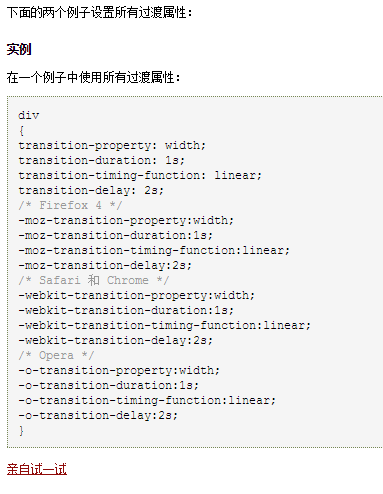 下面的两个例子设置所有过渡属性：
实例
在一个例子中使用所有过渡属性：
div
{
transition-property: width;
transition-duration: 1s;
transition-timing-function: linear;
transition-delay: 2s;
/* Firefox 4 */
-moz-transition-property:width;
-moz-transition-duration:1s;
-moz-transition-timing-function:linear;
-moz-transition-delay:2s;
/* Safari 和 Chrome */
-webkit-transition-property:width;
-webkit-transition-duration:1s;
-webkit-transition-timing-function:linear;
-webkit-transition-delay:2s;
/* Opera */
-o-transition-property:width;
-o-transition-duration:1s;
-o-transition-timing-function:linear;
-o-transition-delay:2s;
}
亲自试一试